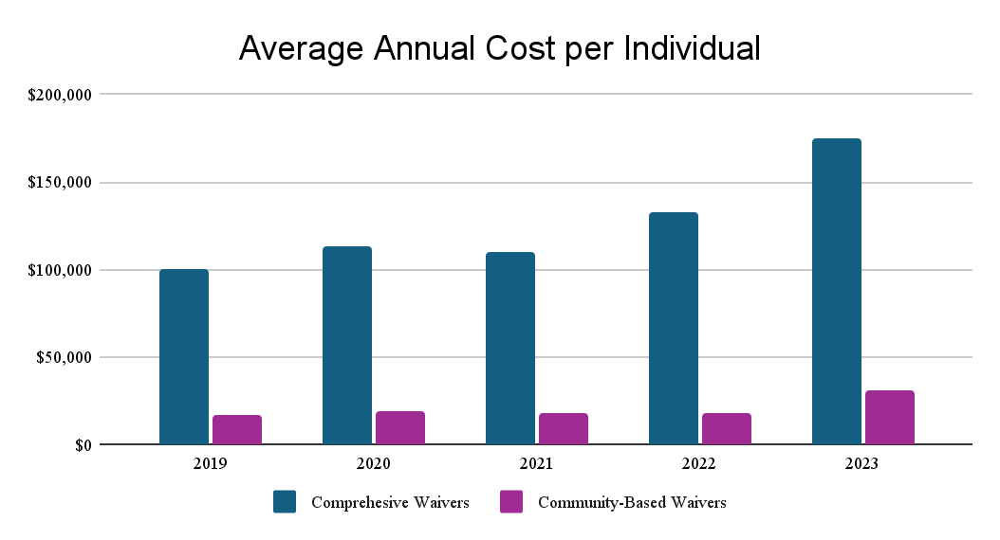 Average Annual Cost per Individual
$200,000
$150,000
$100,000
$50,000
$0
2019 2020 2021 2022 2023
Comprehesive Waivers Community-Based Waivers